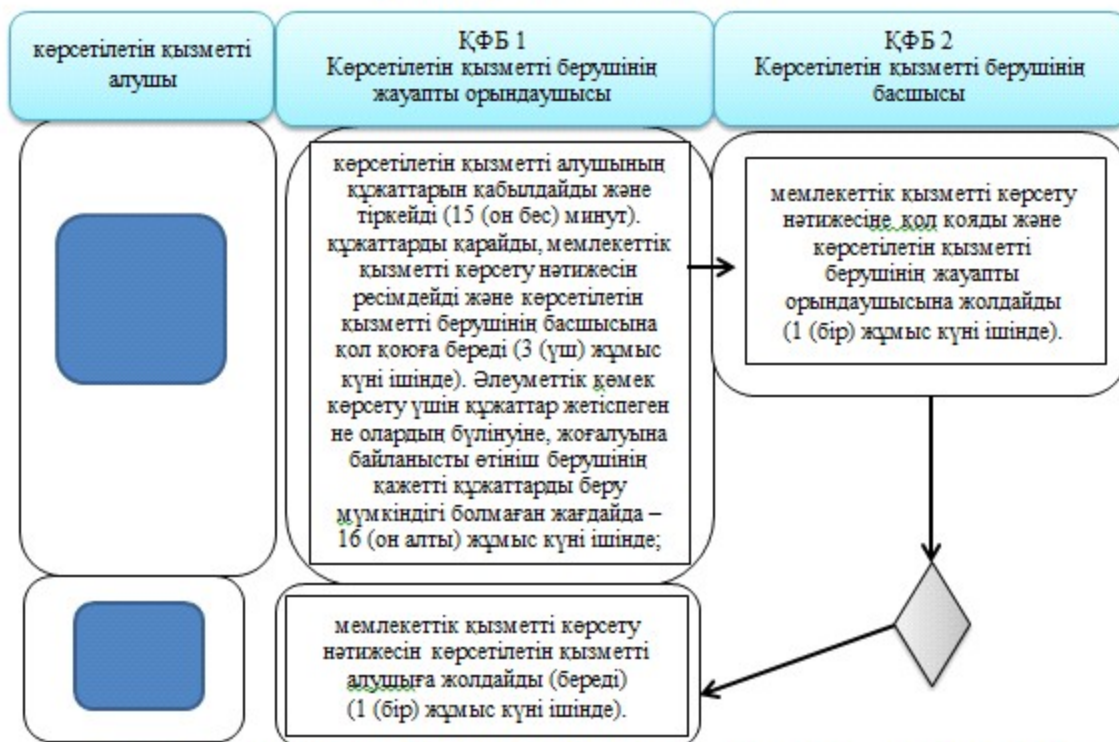 көрсетілетін қызметті
алушы
ҚФБ 1
Көрсетілетін қызметті берушінің
жауапты орындаушысы
ҚФБ 2
Көрсетілетін қызметті берушінің
басшысы
көрсетілетін қызметті алушының
құжаттарын қабылдайды және
тіркейді (15 (он бес) минут).
құжаттарды қарайды, мемлекеттік
қызметті көрсету нәтижесін
ресімдейді және көрсетілетін
қызметті берушінің басшысына
қол қоюға береді (3 (үш) жұмыс
күні ішінде). Әлеуметтік көмек
көрсету үшін құжаттар жетіспеген
не олардың бүлінуіне, жоғалуына
байланысты өтініш берушінің
қажетті құжаттарды беру
мүмкіндігі болмаған жағдайда –
16 (он алты) жұмыс күні ішінде;
мемлекеттік қызметті көрсету
нәтижесіне қол қояды және
көрсетілетін қызметті
берушінің жауапты
орындаушысына жолдайды
(1 (бір) жұмыс күні ішінде).
мемлекеттік қызметті көрсету
нәтижесін көрсетілетін қызметті
алушыға жолдайды (береді)
(1 (бір) жұмыс күні ішінде).